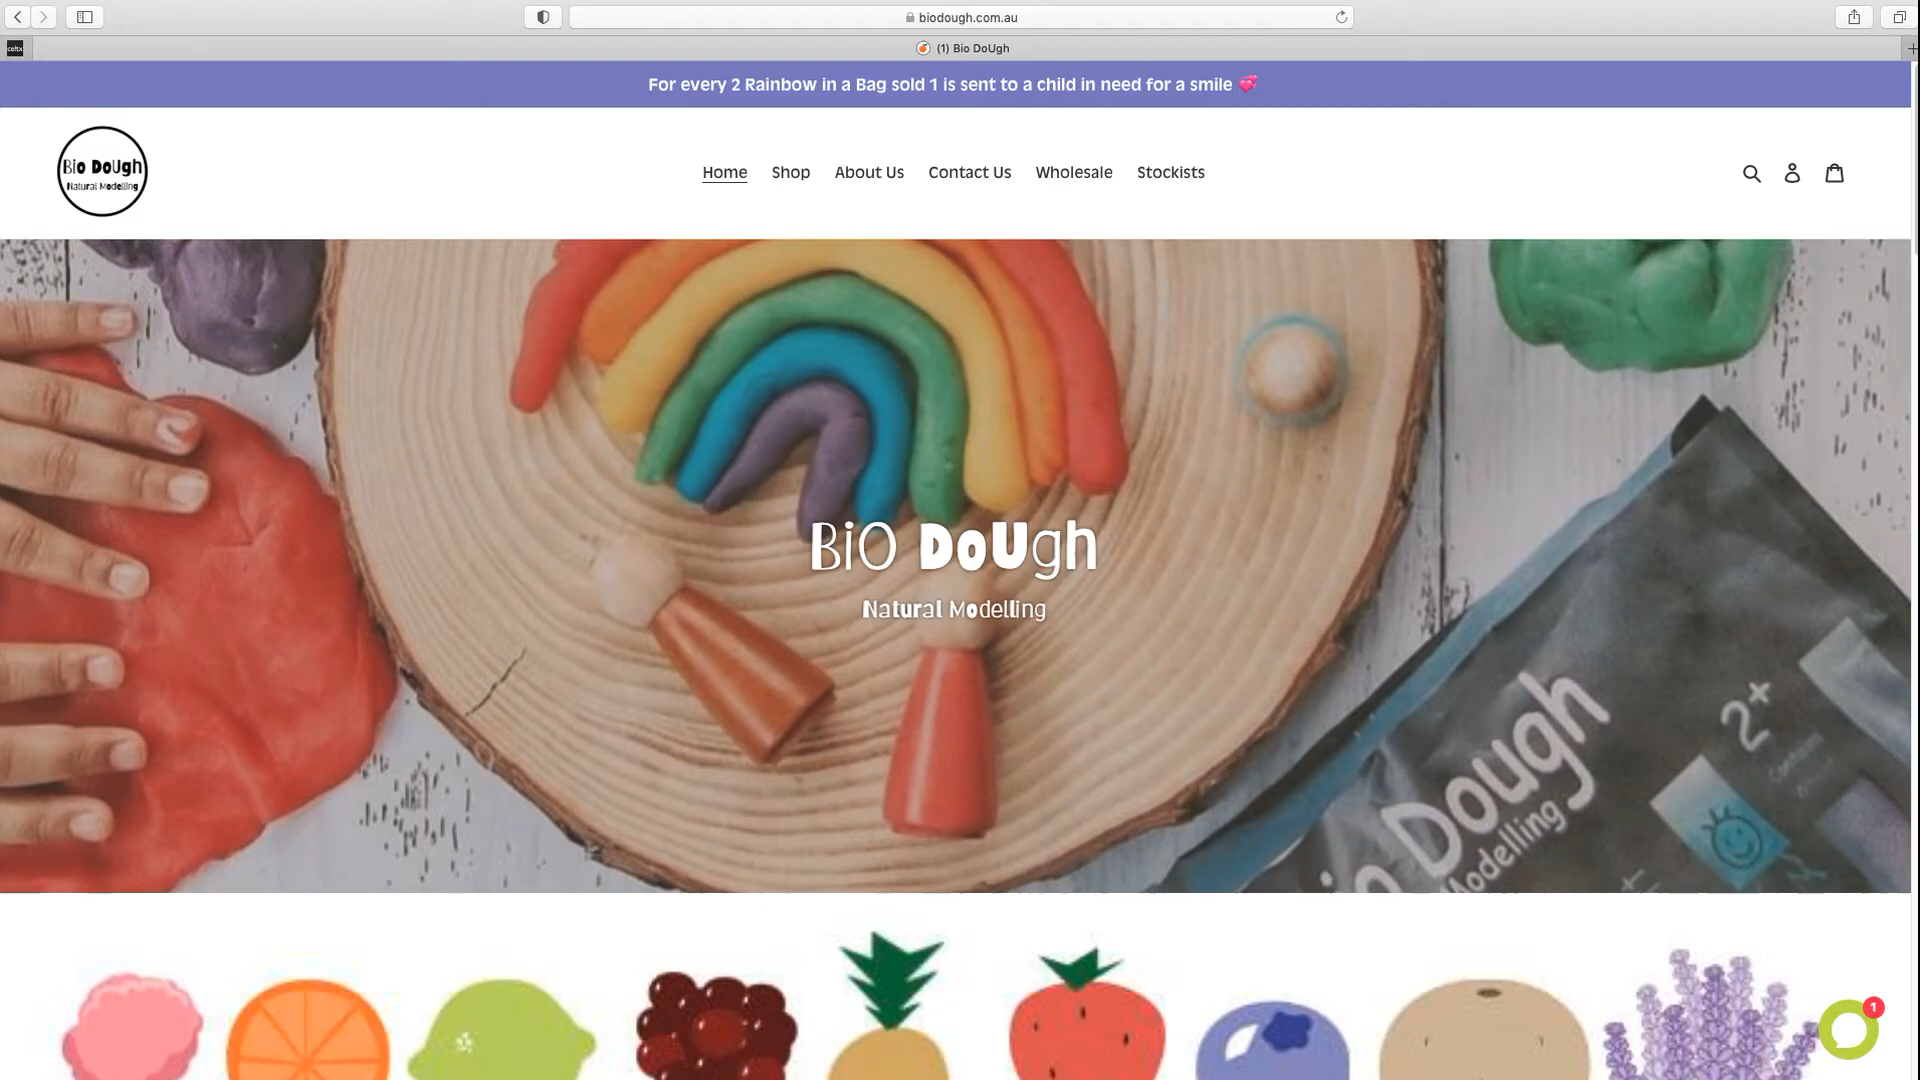 biodough.com.au
celtx
(1) Bio DoUgh
For every 2 Rainbow in a Bag sold 1 is sent to a child in need for a smile 💞
Bio DoUgh
Natural Modelling
Home Shop About Us Contact Us Wholesale Stockists
BiO DoUgh
Natural Modelling
2+
io Dough
Modelling
1